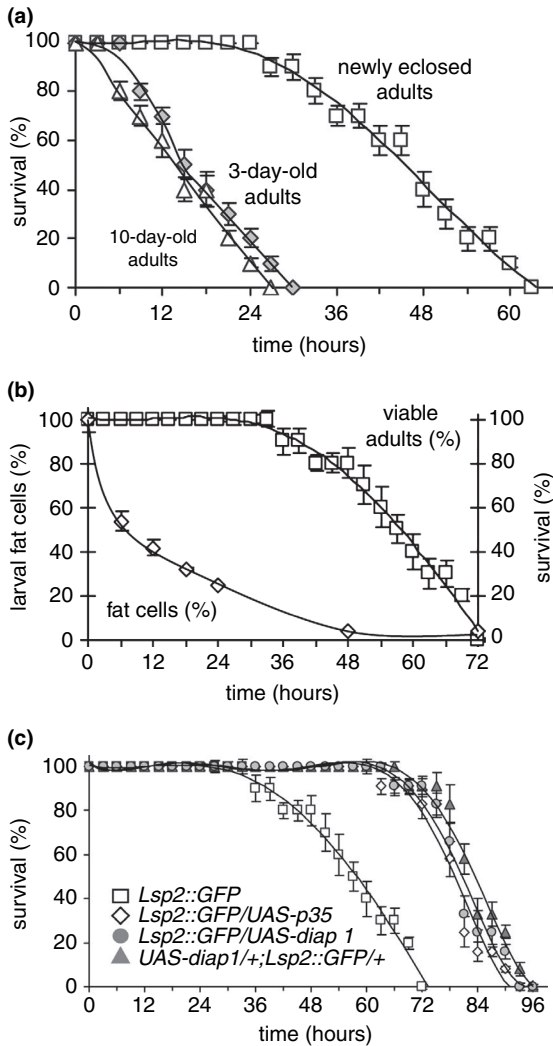 (a)
100
80
60
40
20
0
survival (%)
newly eclosed
adults
3-day-old
adults
10-day-old
adults
0 12 24 36 48 60
time (hours)
(b)
100
80
60
40
20
0
larval fat cells (%)
viable
adults (%)
fat cells (%)
100
80
60
40
20
0
survival (%)
0 12 24 36 48 60 72
time (hours)
(c)
100
80
60
40
20
0
survival (%)
Lsp2::GFP
Lsp2::GFP/UAS-p35
Lsp2::GFP/UAS-diap 1
UAS-diap1/+;Lsp2::GFP/+
0 12 24 36 48 60 72 84 96
time (hours)